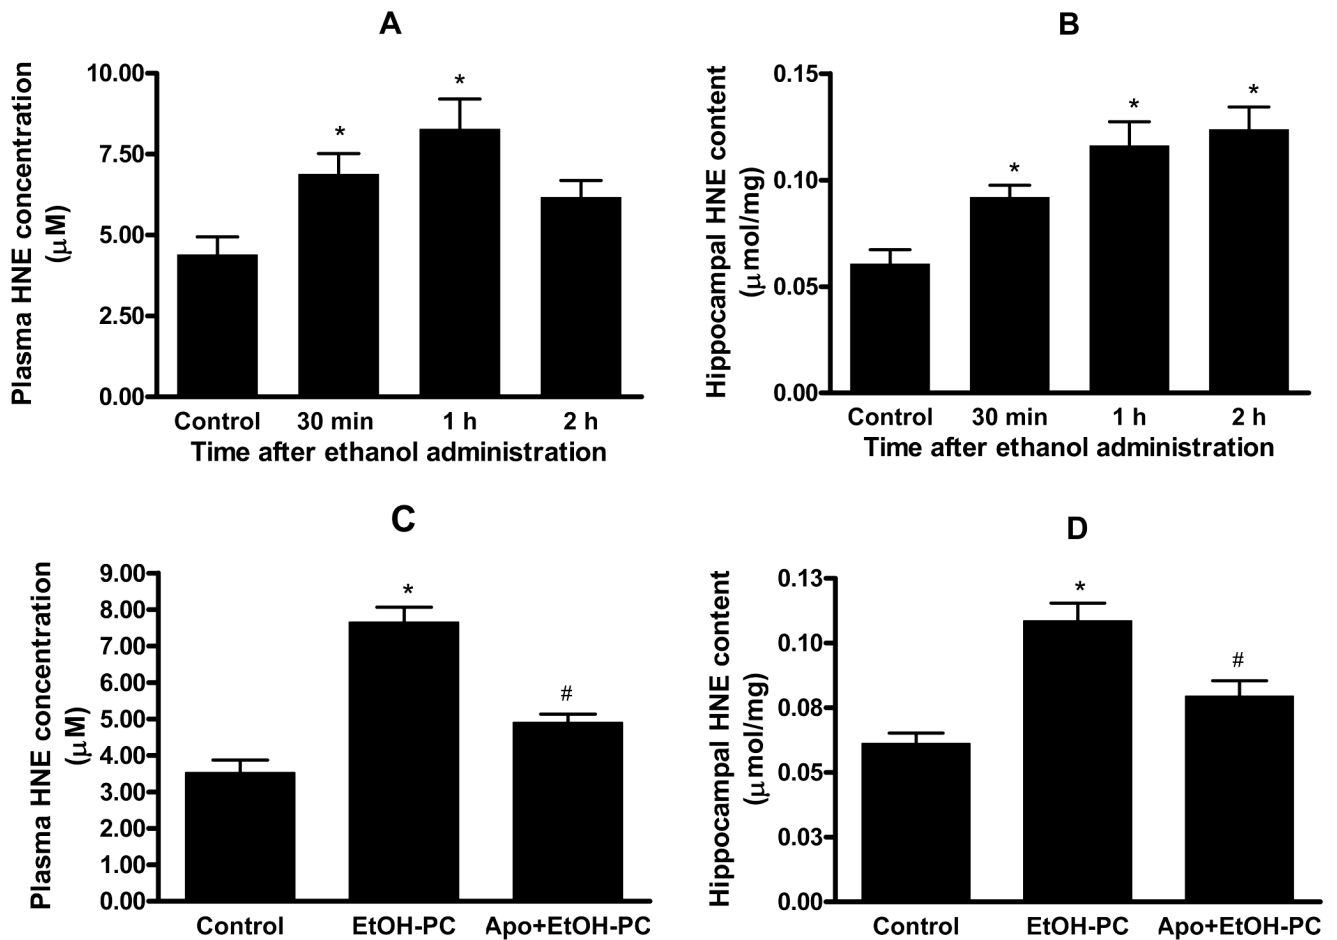 A
Plasma HNE concentration
(μM)
10.00
7.50
5.00
2.50
0.00
*
*
Control 30 min 1 h 2 h
Time after ethanol administration
B
Hippocampal HNE content
(μmol/mg)
0.15
0.10
0.05
0.00
*
*
*
Control 30 min 1 h 2 h
Time after ethanol administration
C
Plasma HNE concentration
(μM)
9.00
8.00
7.00
6.00
5.00
4.00
3.00
2.00
1.00
0.00
*
#
Control EtOH-PC Apo+EtOH-PC
D
Hippocampal HNE content
(μmol/mg)
0.13
0.10
0.08
0.05
0.03
0.00
*
#
Control EtOH-PC Apo+EtOH-PC